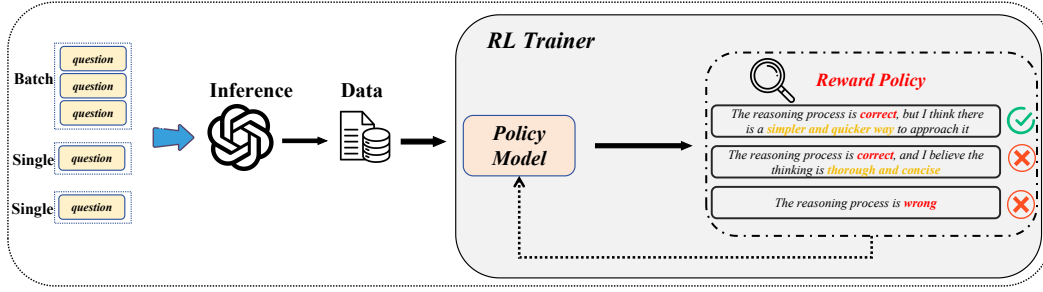 Batch
question
question
question
Single
question
Single
question
Inference
Data
RL Trainer
Policy
Model
Reward Policy
The reasoning process is correct, but I think there
is a simpler and quicker way to approach it
The reasoning process is correct, and I believe the
thinking is thorough and concise
The reasoning process is wrong